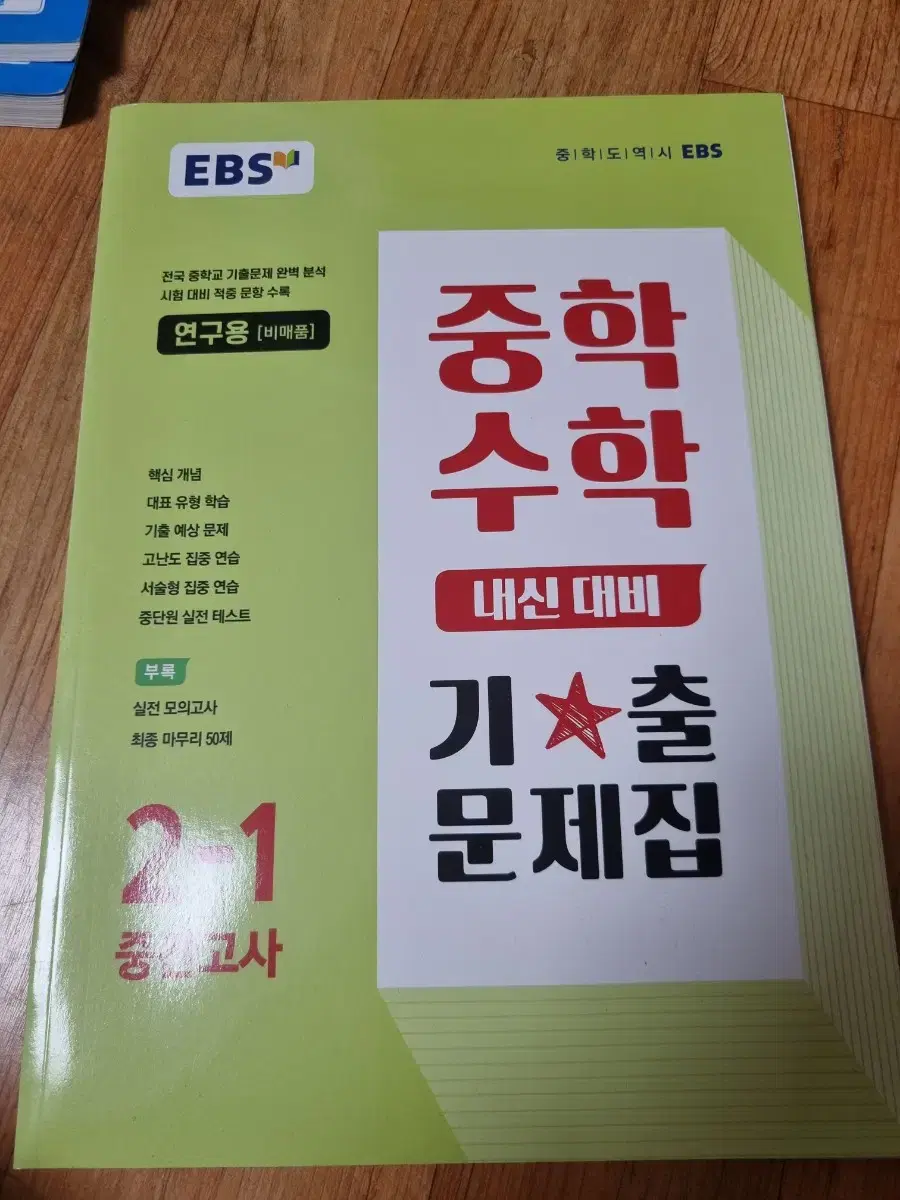 EBS
중|학|도|역|시 EBS
전국 중학교 기출문제 완벽 분석
시험 대비 적중 문항 수록
연구용 [비매품]
중학
수학
내신 대비
기★출
문제집
핵심 개념
대표 유형 학습
기출 예상 문제
고난도 집중 연습
서술형 집중 연습
중단원 실전 테스트
부록
실전 모의고사
최종 마무리 50제
2-1
중간고사